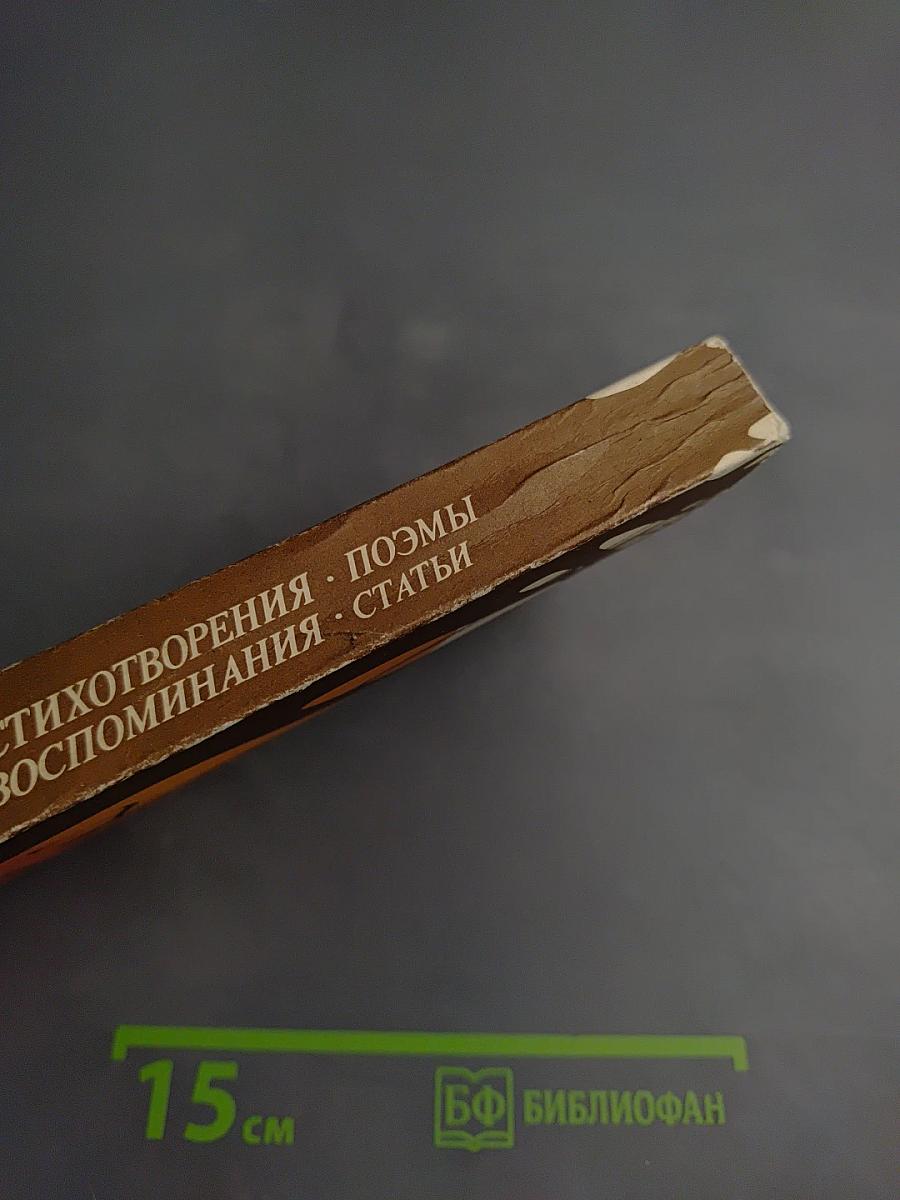 СТИХОТВОРЕНИЯ · ПОЭМЫ
ВОСПОМИНАНИЯ · СТАТЬИ
15 см
БФ БИБЛИОФАН